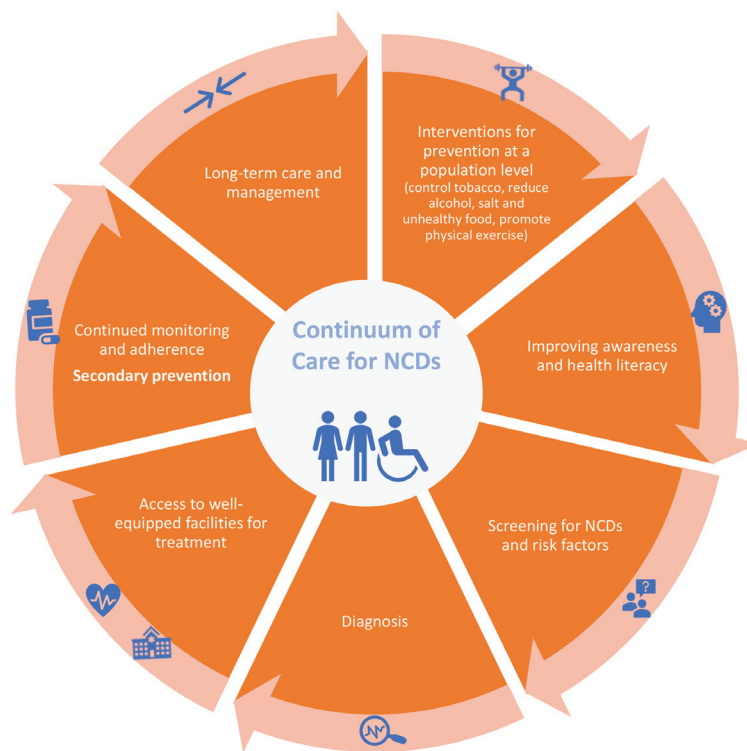 Interventions for
prevention at a
population level
(control tobacco, reduce
alcohol, salt and
unhealthy food, promote
physical exercise)
Improving awareness
and health literacy
Screening for NCDs
and risk factors
Diagnosis
Access to well-
equipped facilities for
treatment
Continued monitoring
and adherence
Secondary prevention
Long-term care and
management
Continuum of
Care for NCDs
?